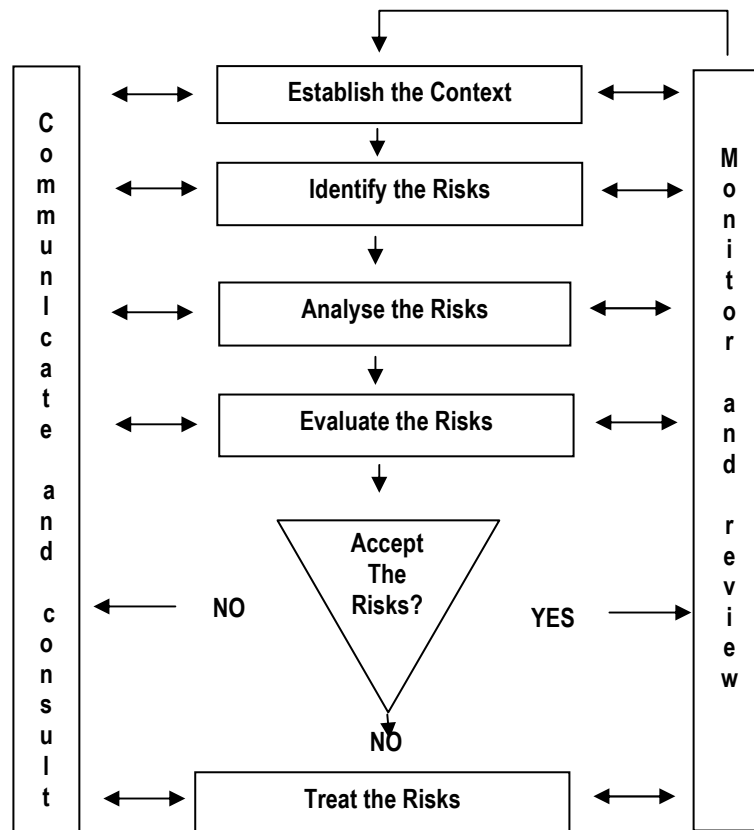 Establish the Context
Identify the Risks
Analyse the Risks
Evaluate the Risks
Accept
The
Risks?
NO
YES
NO
Treat the Risks
CommunIcate and consult
Monitor and review